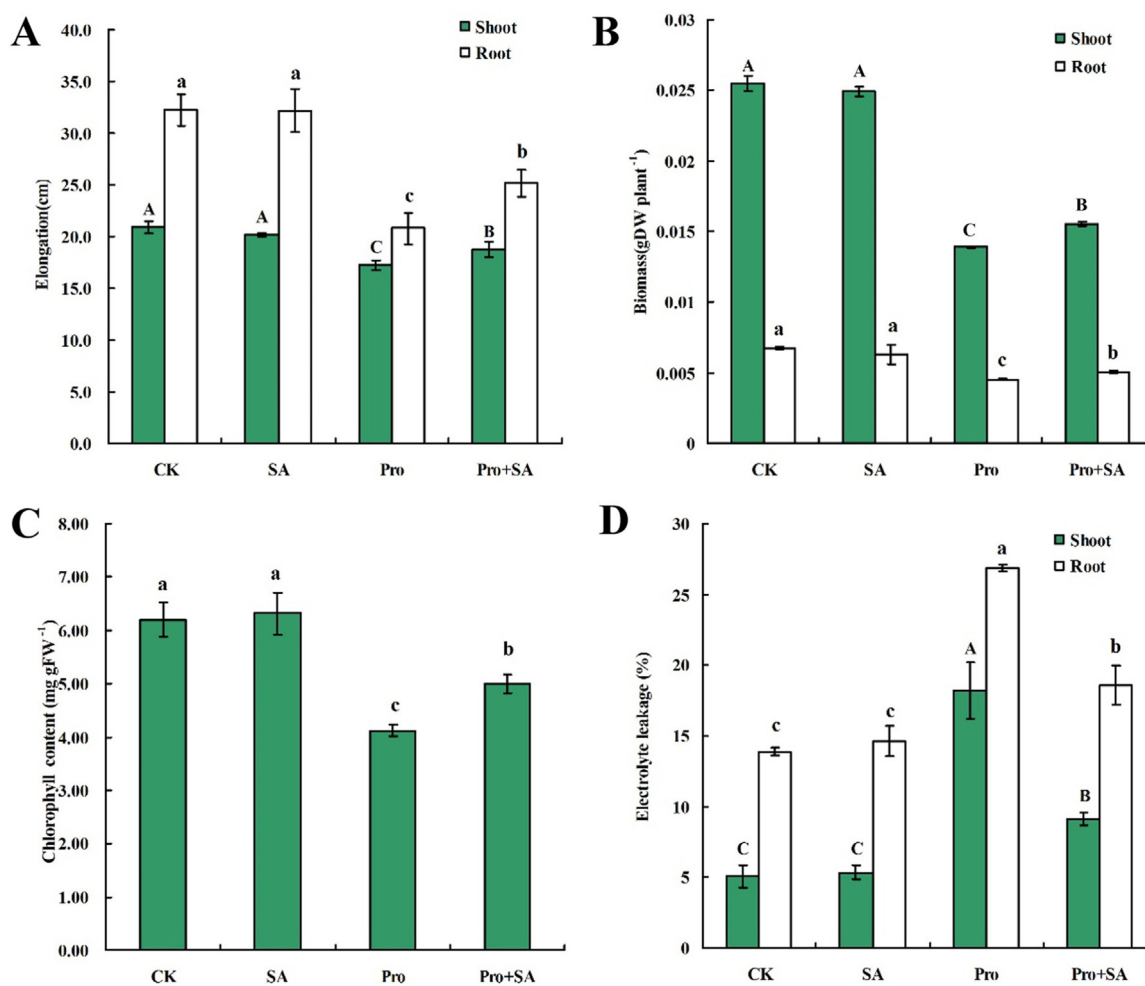 A
Elongation(cm)
40.0
35.0
30.0
25.0
20.0
15.0
10.0
5.0
0.0
Shoot
Root
A
a
A
a
C
c
B
b
CK
SA
Pro
Pro+SA
B
Biomass(gDW plant-1)
0.03
0.025
0.02
0.015
0.01
0.005
0
Shoot
Root
A
a
A
a
C
c
B
b
CK
SA
Pro
Pro+SA
C
Chlorophyll content (mg gFW-1)
8.00
7.00
6.00
5.00
4.00
3.00
2.00
1.00
0.00
a
a
c
b
CK
SA
Pro
Pro+SA
D
Electrolyte leakage (%)
30
25
20
15
10
5
0
Shoot
Root
C
c
C
c
A
a
B
b
CK
SA
Pro
Pro+SA